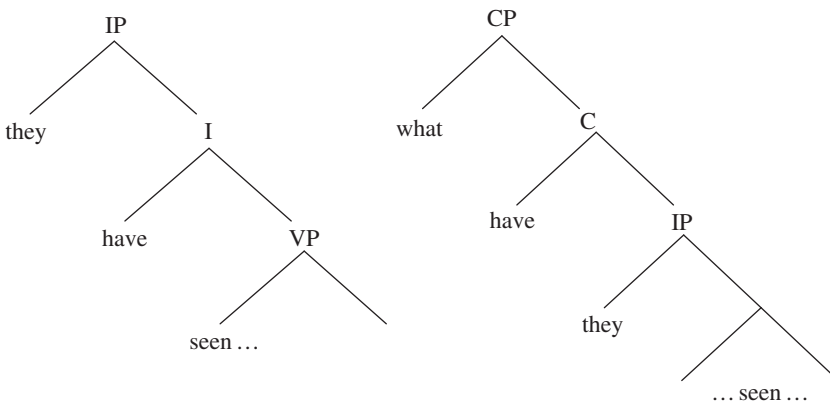 IP
they
I
have
VP
seen …
CP
what
C
have
IP
they
… seen …